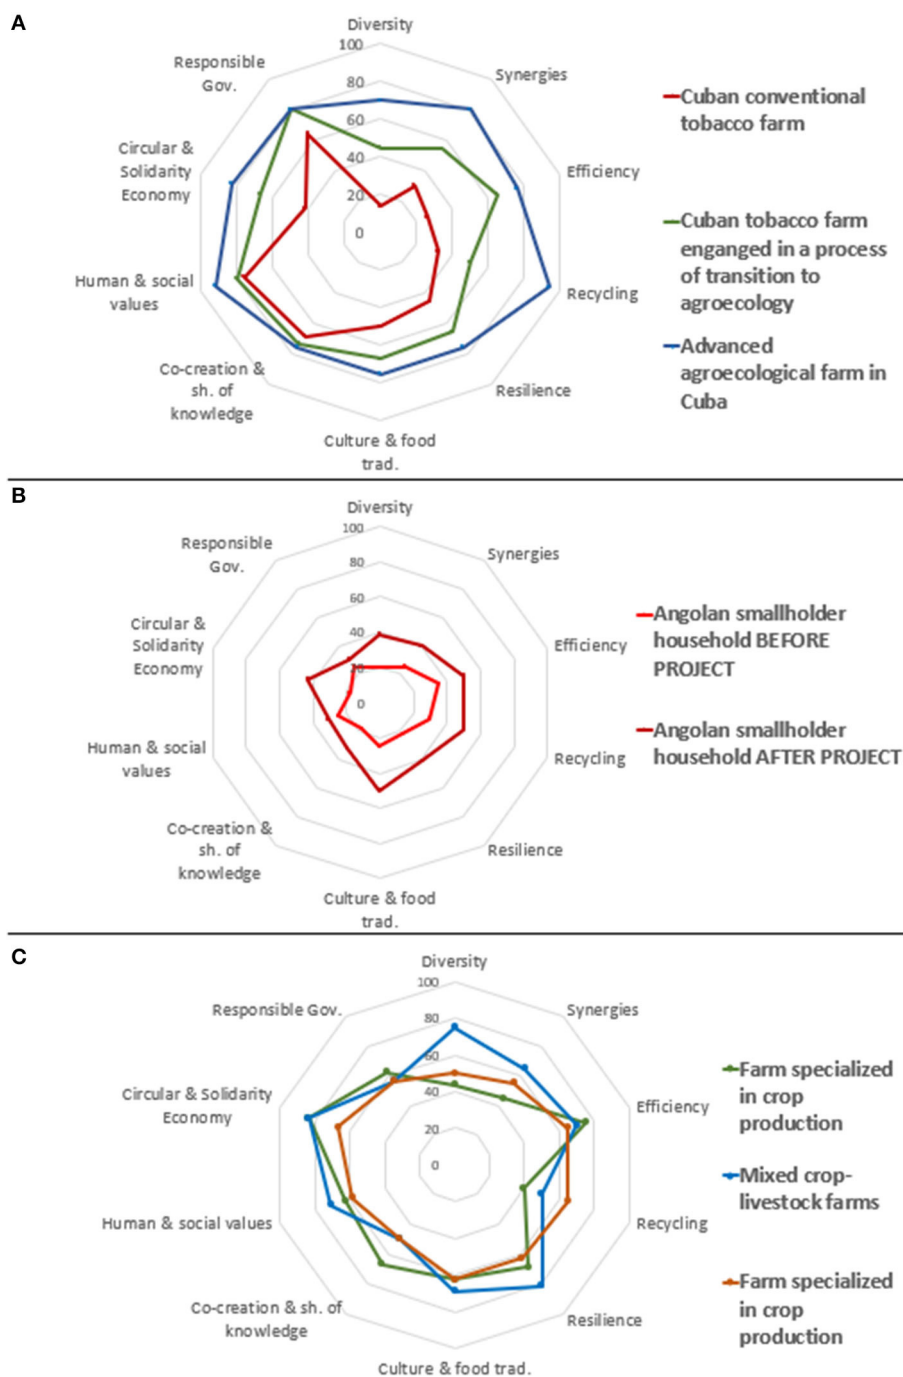 A
Diversity
100
Responsible
Gov.
Synergies
80
60
Circular &
Solidarity
Economy
40
20
0
Efficiency
Human & social
values
Recycling
Co-creation &
sh. of
knowledge
Resilience
Culture & food
trad.
Cuban conventional
tobacco farm
Cuban tobacco farm
enganged in a process
of transition to
agroecology
Advanced
agroecological farm in
Cuba
B
Diversity
100
Responsible
Gov.
Synergies
80
60
Circular &
Solidarity
Economy
40
20
0
Efficiency
Human & social
values
Recycling
Co-creation &
sh. of
knowledge
Resilience
Culture & food
trad.
Angolan smallholder
household BEFORE
PROJECT
Angolan smallholder
household AFTER PROJECT
C
Diversity
100
Responsible Gov.
Synergies
80
60
Circular & Solidarity
Economy
40
20
0
Efficiency
Human & social values
Recycling
Co-creation & sh. of
knowledge
Resilience
Culture & food trad.
Farm specialized
in crop
production
Mixed crop-
livestock farms
Farm specialized
in crop
production